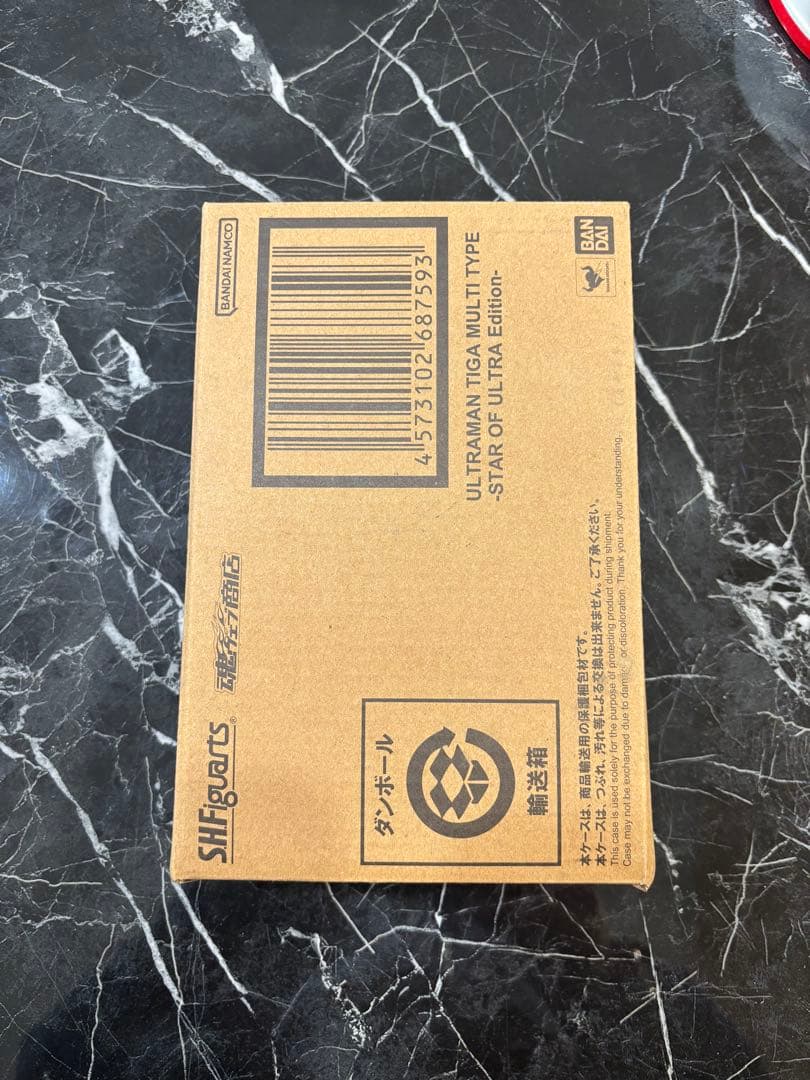 S.H.Figuarts®
魂ウェブ商店
BANDAI NAMCO
4 573102 687593
ULTRAMAN TIGA MULTI TYPE
-STAR OF ULTRA Edition-
BAN
DAI
ダンボール
輸送箱
本ケースは、商品輸送用の保護梱包材です。
本ケースは、つぶれ、汚れ等による交換は出来ません。ご了承ください。
This case is used solely for the purpose of protecting product during shipment.
Case may not be exchanged due to damage or discoloration. Thank you for your understanding.